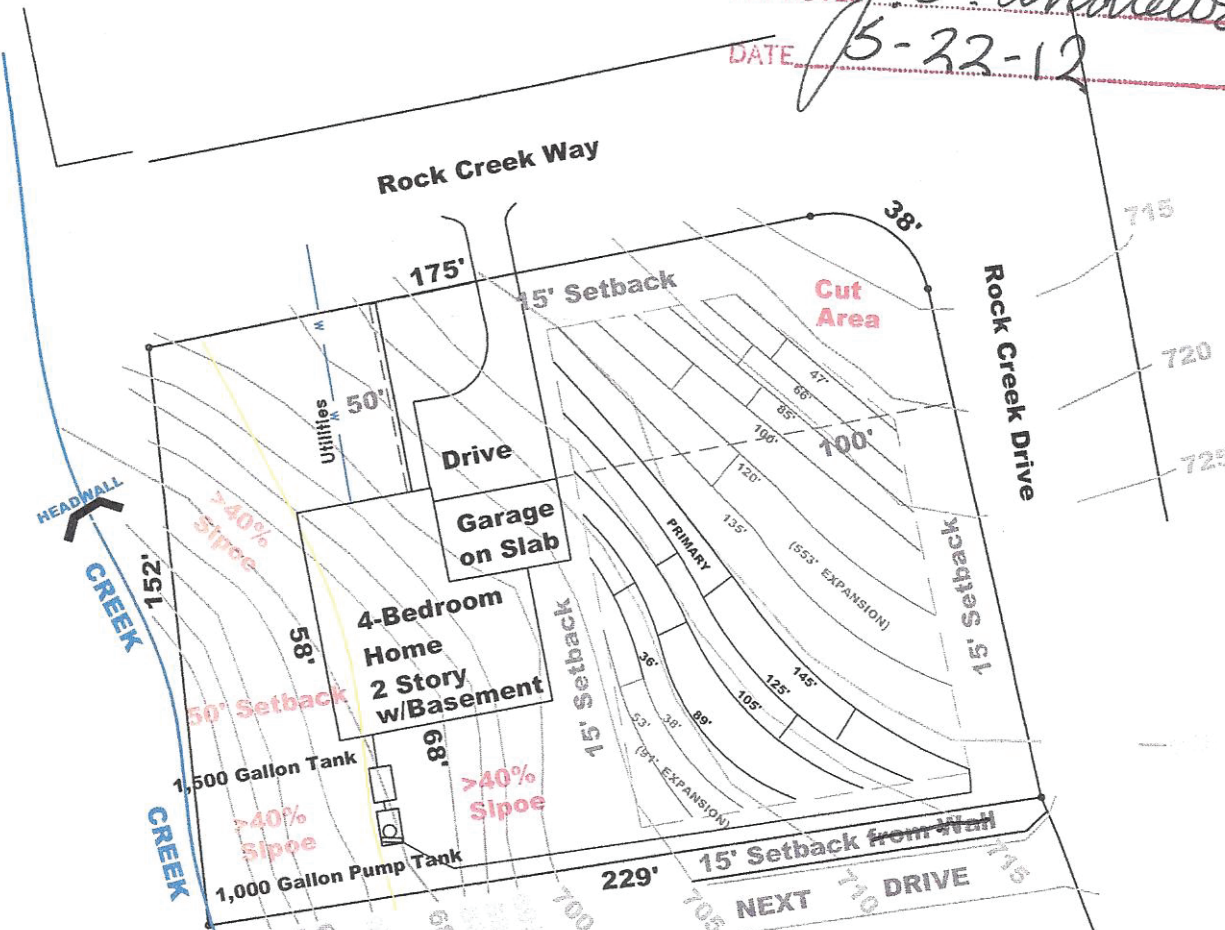 DATE 5-22-12
Rock Creek Way
38'
715
175'
15' Setback
Cut
Area
Rock Creek Drive
720
725
W
W
50'
Utilities
Drive
47'
66'
85'
100'
100'
120'
135'
(553' EXPANSION)
PRIMARY
Garage
on Slab
HEADWALL
CREEK
>40%
Slpoe
152'
4-Bedroom
Home
2 Story
w/Basement
58'
68'
50' Setback
15' Setback
15' Setback
36'
53'
38'
89'
105'
125'
145'
(91' EXPANSION)
1,500 Gallon Tank
>40%
Slpoe
>40%
Slpoe
CREEK
1,000 Gallon Pump Tank
229'
15' Setback from Wall
NEXT DRIVE
700
705
710
715